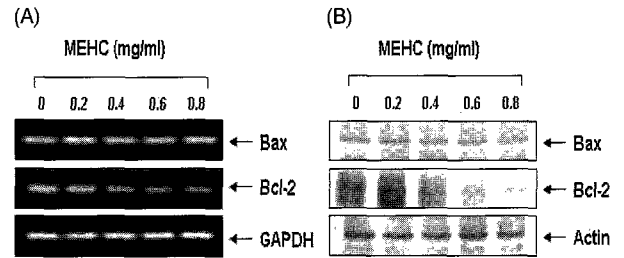 (A)
MEHC (mg/ml)
0 0.2 0.4 0.6 0.8
Bax
Bcl-2
GAPDH
(B)
MEHC (mg/ml)
0 0.2 0.4 0.6 0.8
Bax
Bcl-2
Actin